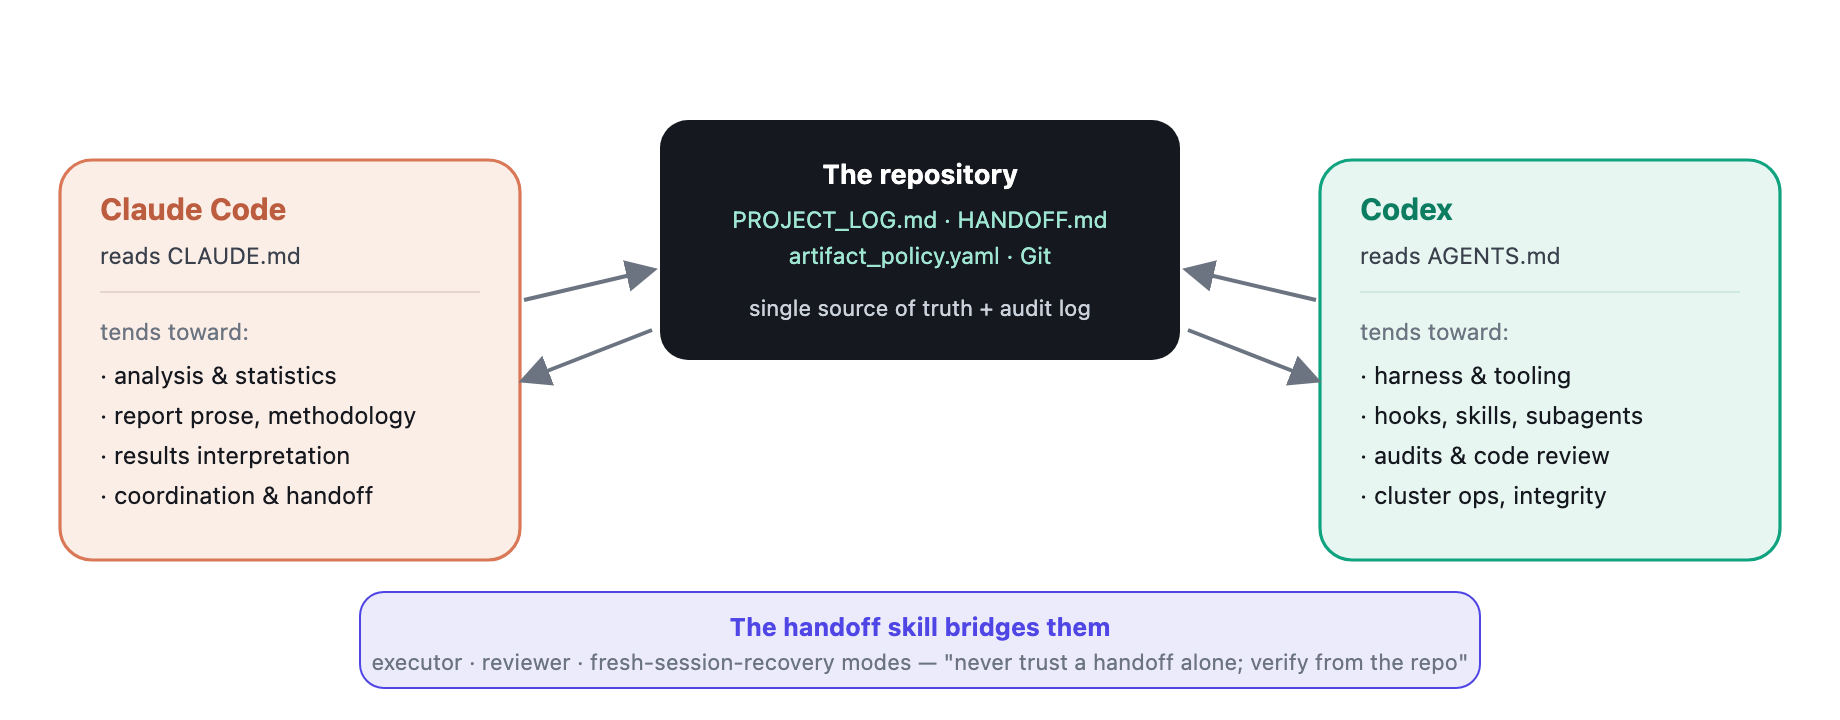 The repository
PROJECT_LOG.md · HANDOFF.md
artifact_policy.yaml · Git
single source of truth + audit log
Claude Code
reads CLAUDE.md
tends toward:
· analysis & statistics
· report prose, methodology
· results interpretation
· coordination & handoff
Codex
reads AGENTS.md
tends toward:
· harness & tooling
· hooks, skills, subagents
· audits & code review
· cluster ops, integrity
The handoff skill bridges them
executor · reviewer · fresh-session-recovery modes — "never trust a handoff alone; verify from the repo"